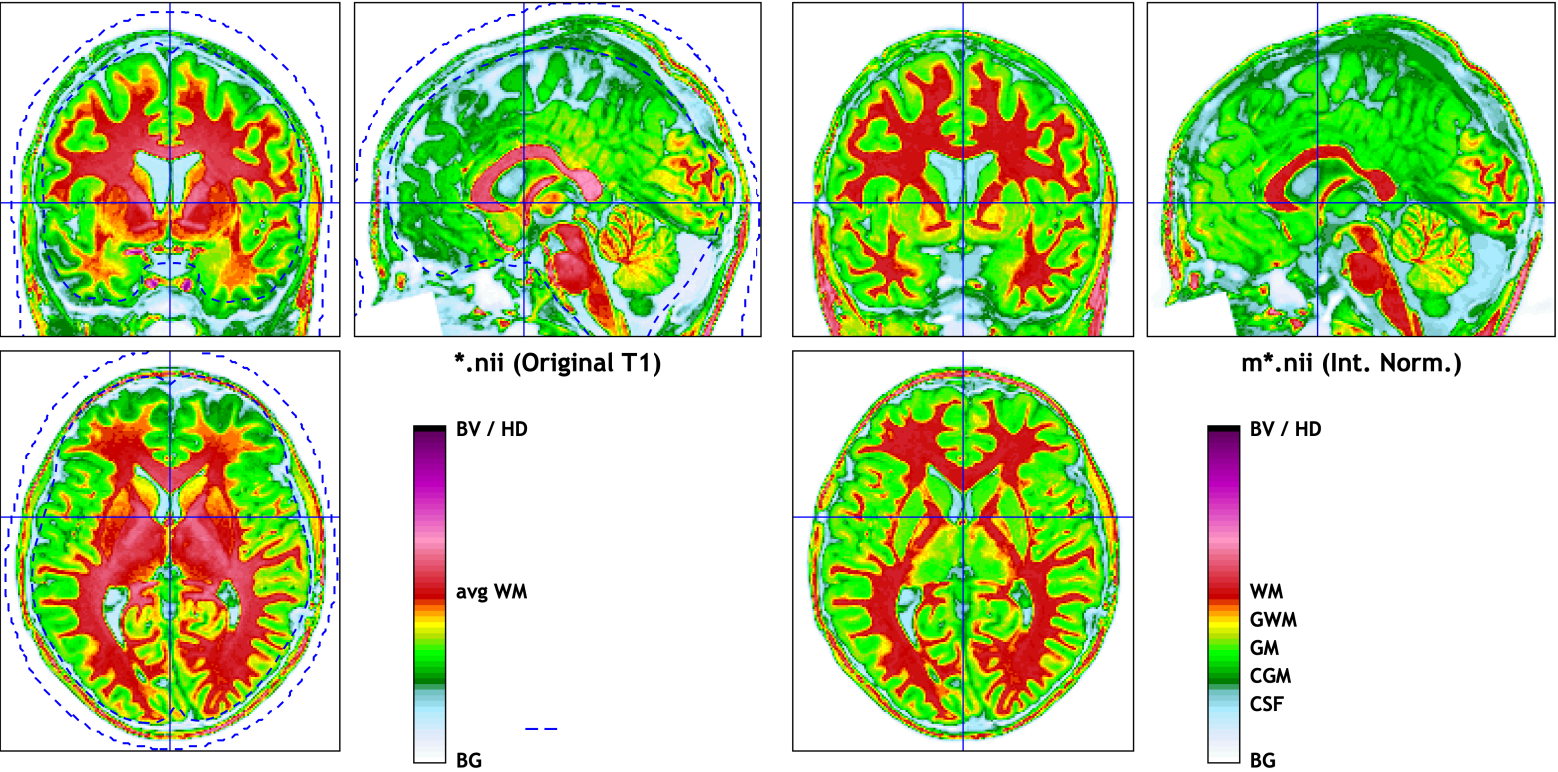 *.nii (Original T1)
BV / HD
avg WM
BG
m*.nii (Int. Norm.)
BV / HD
WM
GWM
GM
CGM
CSF
BG